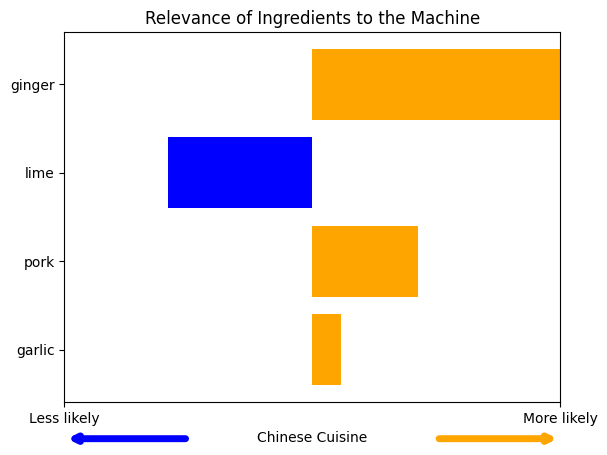 Relevance of Ingredients to the Machine
ginger
lime
pork
garlic
Less likely
More likely
Chinese Cuisine